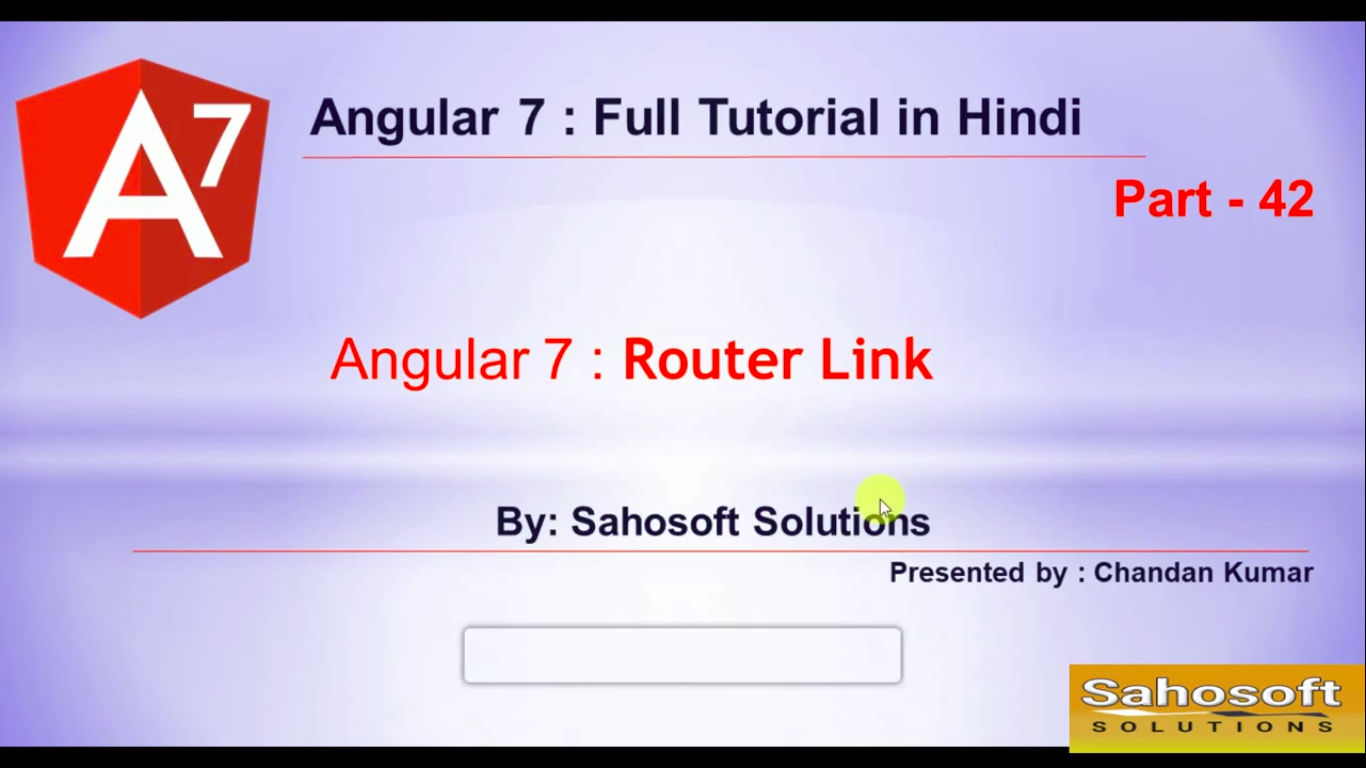 A7
Angular 7 : Full Tutorial in Hindi
Part - 42
Angular 7 : Router Link
By: Sahosoft Solutions
Presented by : Chandan Kumar
Sahosoft
SOLUTIONS